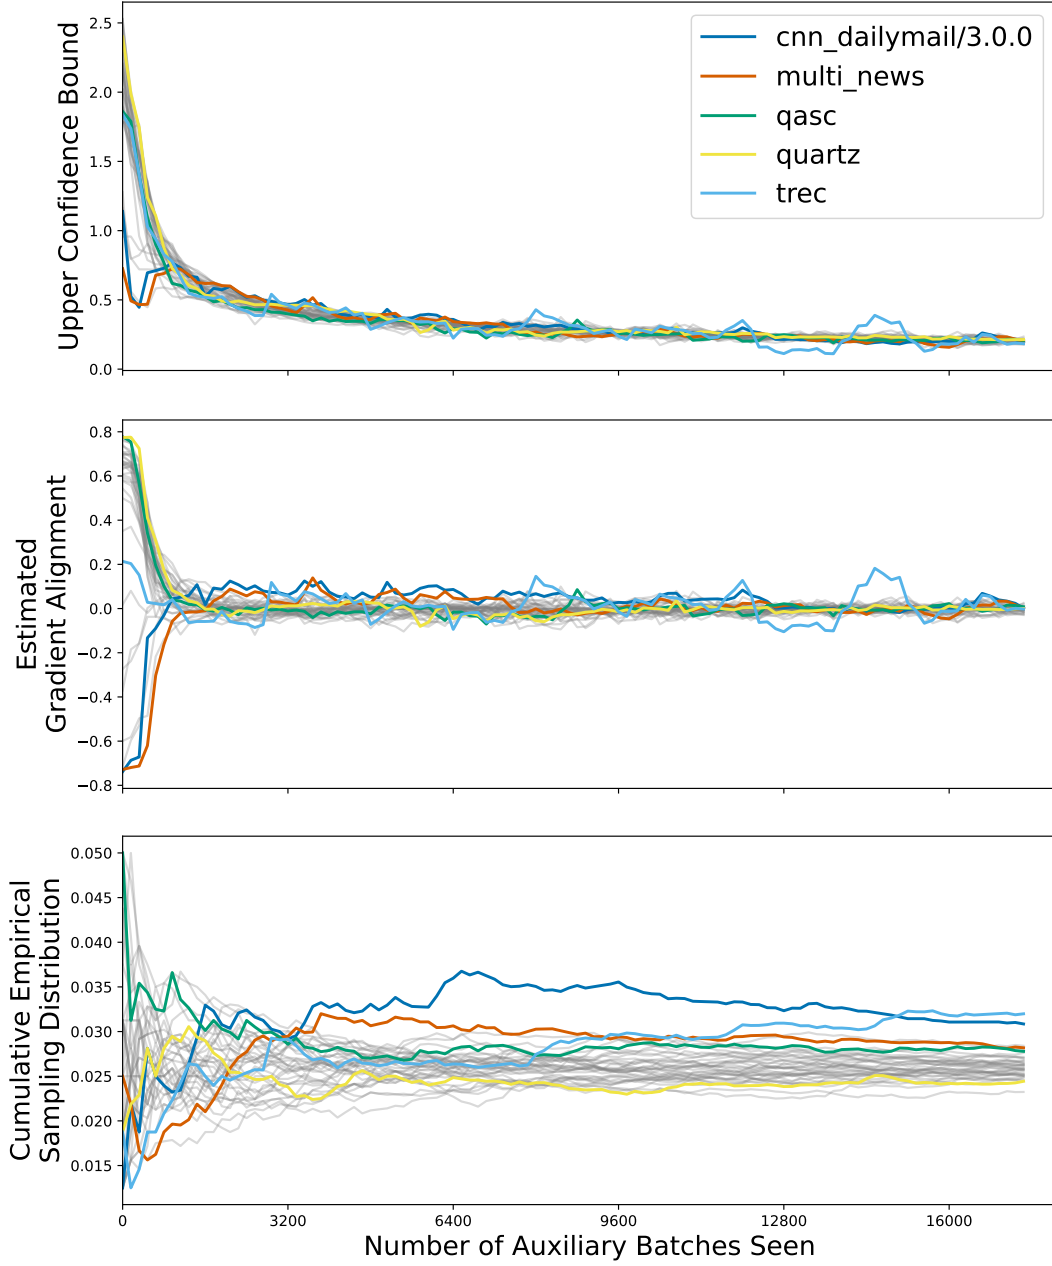 2.5
2.0
1.5
1.0
0.5
0.0
Upper Confidence Bound
cnn_dailymail/3.0.0
multi_news
qasc
quartz
trec
0.8
0.6
0.4
0.2
0.0
−0.2
−0.4
−0.6
−0.8
Estimated
Gradient Alignment
0.050
0.045
0.040
0.035
0.030
0.025
0.020
0.015
Cumulative Empirical
Sampling Distribution
0 3200 6400 9600 12800 16000
Number of Auxiliary Batches Seen